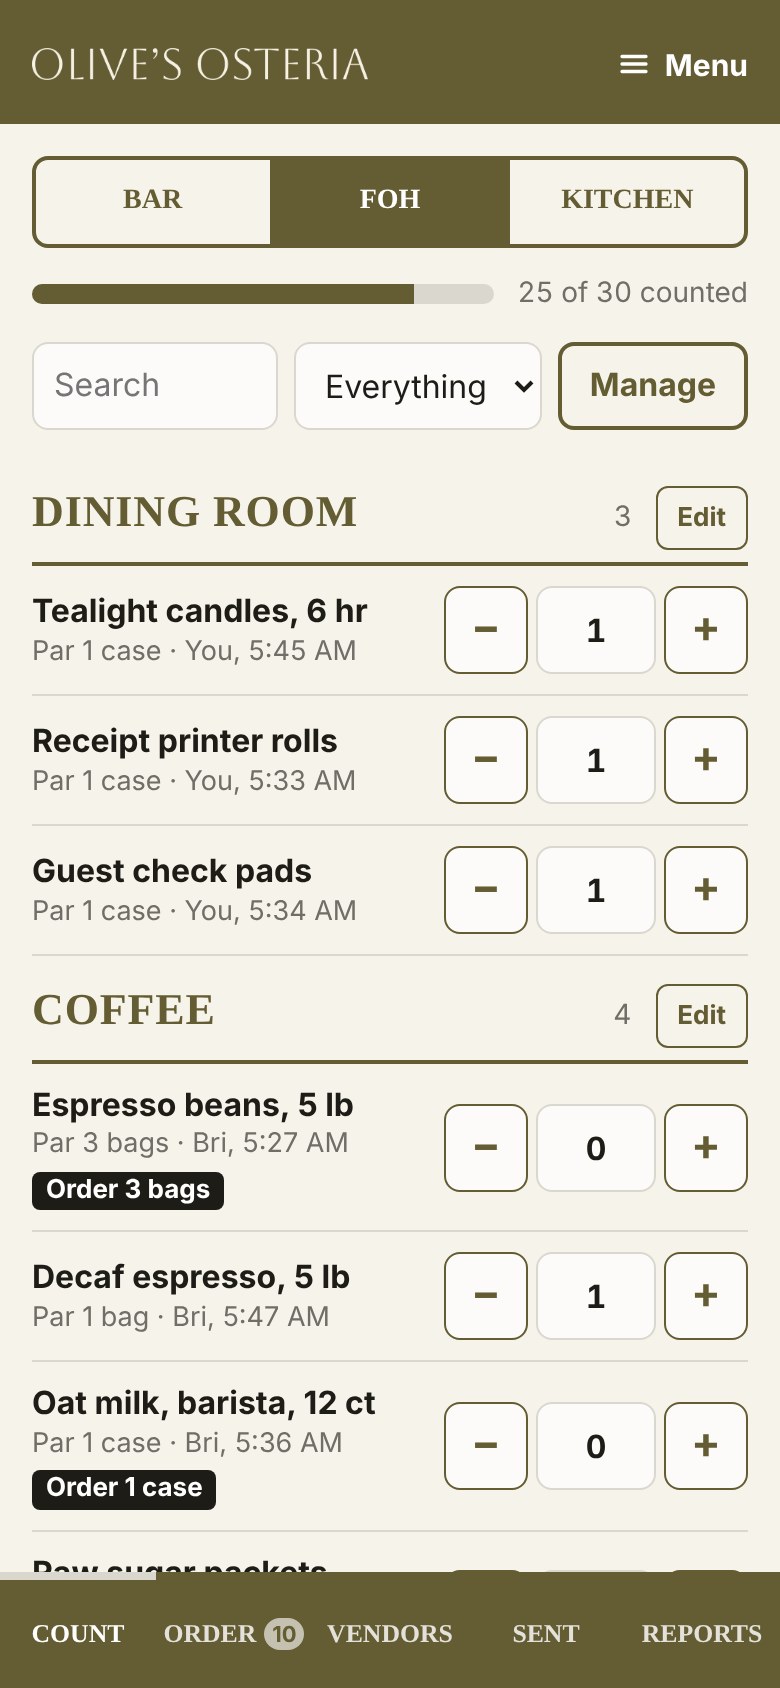 OLIVE’S OSTERIA
Menu
BAR
FOH
KITCHEN
25 of 30 counted
Search
Everything
Manage
DINING ROOM
3
Edit
Tealight candles, 6 hr
Par 1 case · You, 5:45 AM
−
1
+
Receipt printer rolls
Par 1 case · You, 5:33 AM
−
1
+
Guest check pads
Par 1 case · You, 5:34 AM
−
1
+
COFFEE
4
Edit
Espresso beans, 5 lb
Par 3 bags · Bri, 5:27 AM
Order 3 bags
−
0
+
Decaf espresso, 5 lb
Par 1 bag · Bri, 5:47 AM
−
1
+
Oat milk, barista, 12 ct
Par 1 case · Bri, 5:36 AM
Order 1 case
−
0
+
Raw sugar packets
COUNT
ORDER 10
VENDORS
SENT
REPORTS